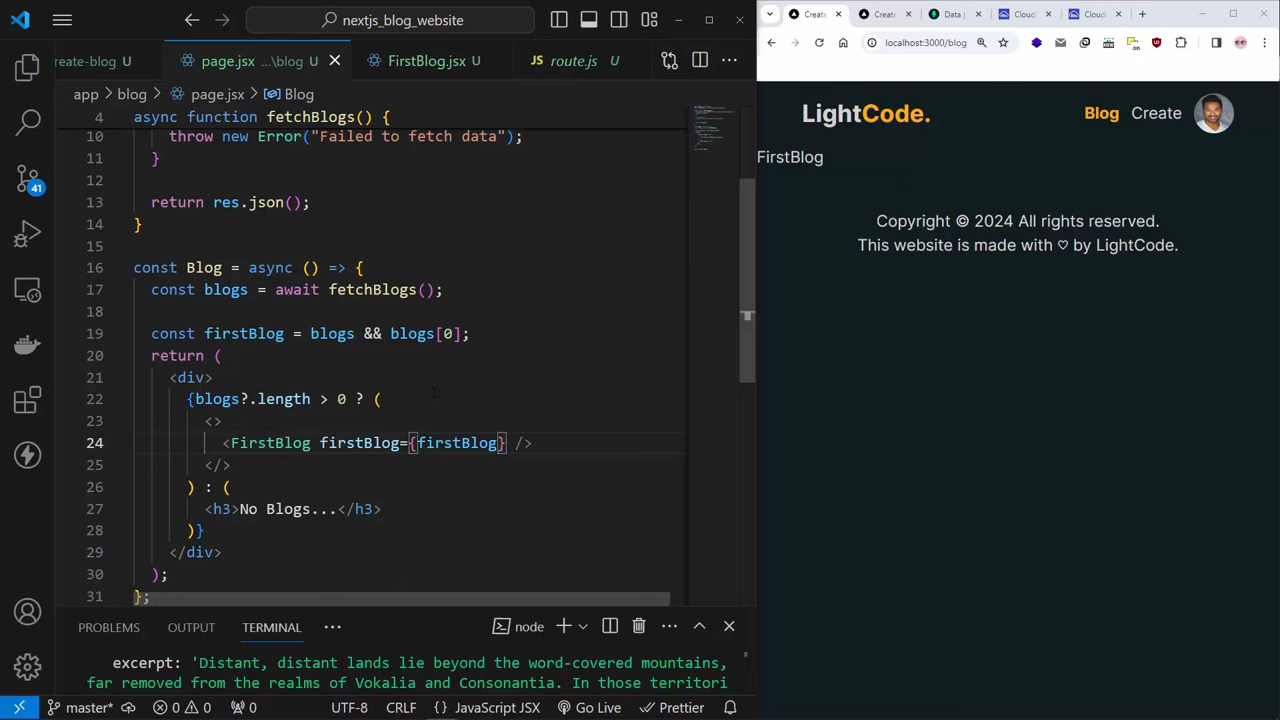 nextjs_blog_website
Create
Create
Data |
Cloudi
Cloudi
reate-blog U
page.jsx ...\blog U
FirstBlog.jsx U
route.js U
localhost:3000/blog
app > blog > page.jsx > Blog
LightCode.
Blog
Create
FirstBlog
Copyright © 2024 All rights reserved.
This website is made with ♡ by LightCode.
4 async function fetchBlogs() {
10 throw new Error("Failed to fetch data");
11 }
12
13 return res.json();
14 }
15
16 const Blog = async () => {
17 const blogs = await fetchBlogs();
18
19 const firstBlog = blogs && blogs[0];
20 return (
21 <div>
22 {blogs?.length > 0 ? (
23 <>
24 <FirstBlog firstBlog={firstBlog} />
25 </>
26 ) : (
27 <h3>No Blogs...</h3>
28 )}
29 </div>
30 );
31 };
41
PROBLEMS OUTPUT TERMINAL ... node
excerpt: 'Distant, distant lands lie beyond the word-covered mountains,
far removed from the realms of Vokalia and Consonantia. In those territori
master* 0 0 0 UTF-8 CRLF {} JavaScript JSX Go Live Prettier